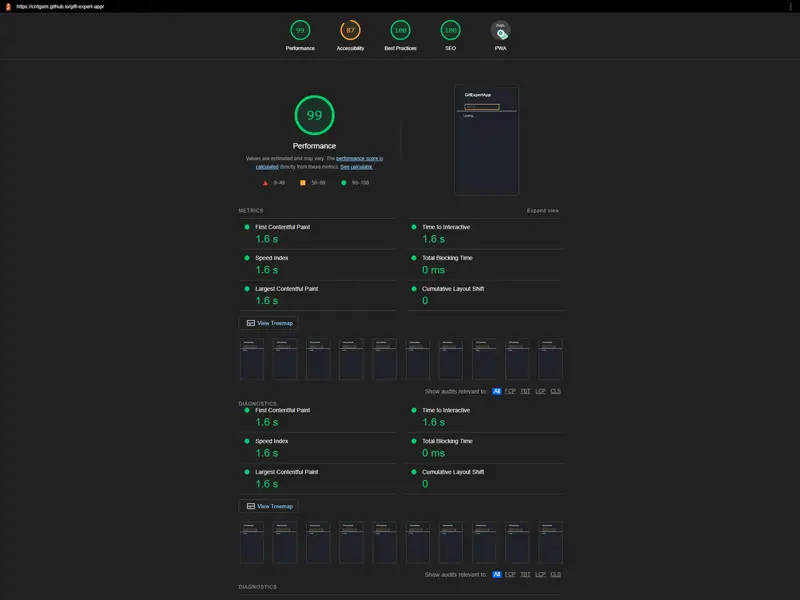 https://crdgom.github.io/gift-expert-app/
99 87 100 100
Performance Accessibility Best Practices SEO PWA
99
Performance
GifExpertApp
Loading...
Values are estimated and may vary. The performance score is
calculated directly from these metrics. See calculator.
0–49 50–89 90–100
METRICS Expand view
First Contentful Paint Time to Interactive
1.6 s 1.6 s
Speed Index Total Blocking Time
1.6 s 0 ms
Largest Contentful Paint Cumulative Layout Shift
1.6 s 0
View Treemap
Show audits relevant to: All FCP TBT LCP CLS
DIAGNOSTICS
First Contentful Paint Time to Interactive
1.6 s 1.6 s
Speed Index Total Blocking Time
1.6 s 0 ms
Largest Contentful Paint Cumulative Layout Shift
1.6 s 0
View Treemap
Show audits relevant to: All FCP TBT LCP CLS
DIAGNOSTICS